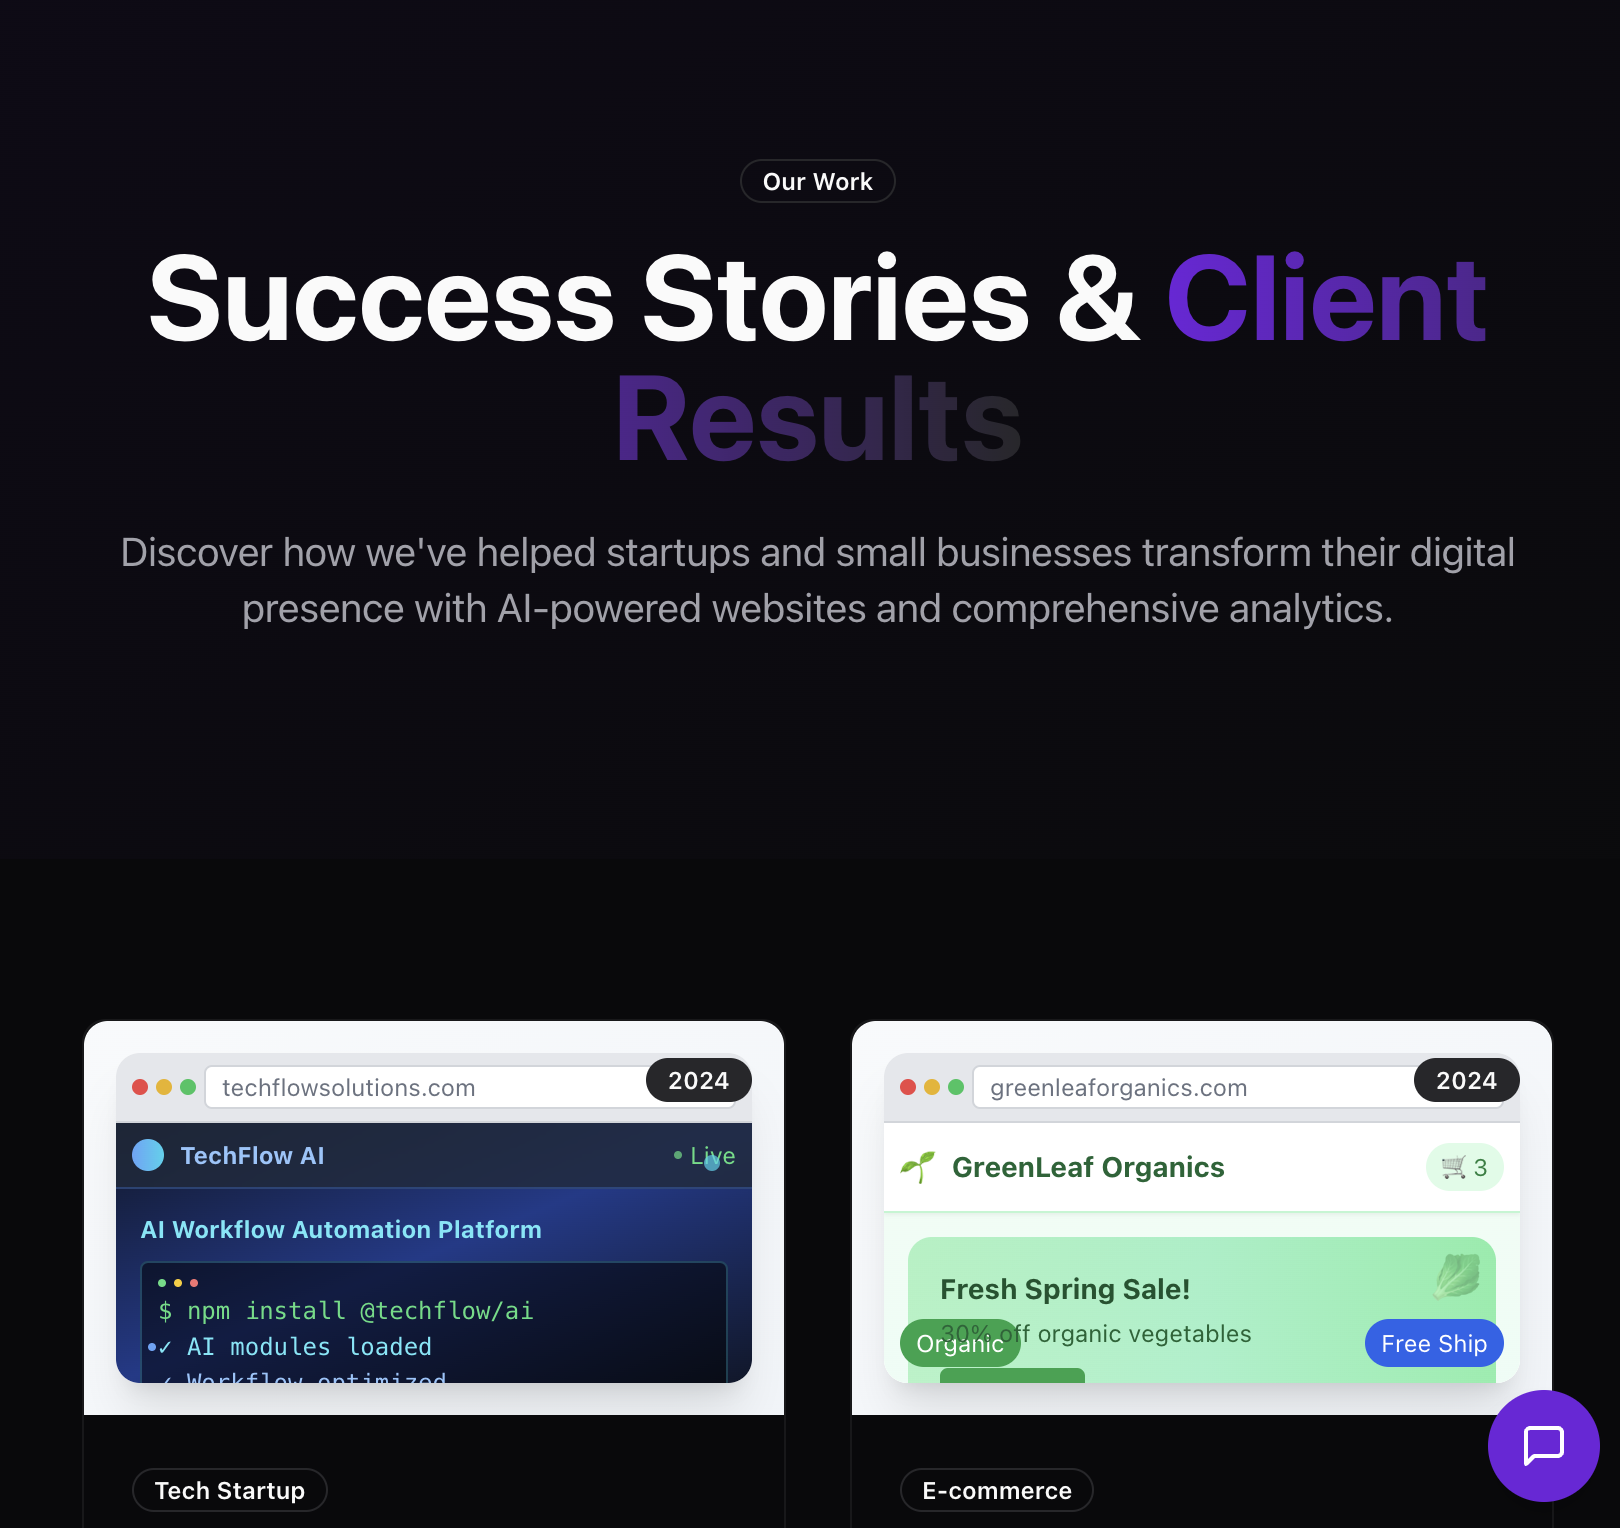 Our Work
Success Stories & Client
Results
Discover how we've helped startups and small businesses transform their digital
presence with AI-powered websites and comprehensive analytics.
techflowsolutions.com
2024
TechFlow AI
Live
AI Workflow Automation Platform
$ npm install @techflow/ai
✓ AI modules loaded
✓ Workflow optimized
Tech Startup
greenleaforganics.com
2024
GreenLeaf Organics
3
Fresh Spring Sale!
30% off organic vegetables
Organic
Free Ship
E-commerce